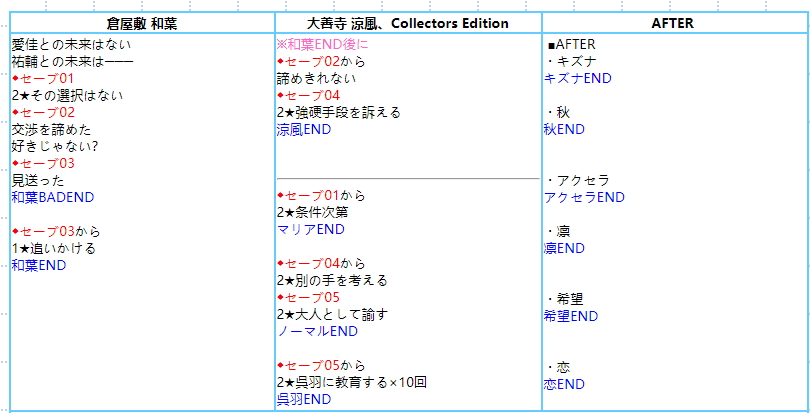 倉屋敷 和葉
愛佳との未来はない
祐輔との未来は───
◆セーブ01
2★その選択はない
◆セーブ02
交渉を諦めた
好きじゃない?
◆セーブ03
見送った
和葉BADEND
◆セーブ03から
1★追いかける
和葉END
大善寺 涼風、Collectors Edition
※和葉END後に
◆セーブ02から
諦めきれない
◆セーブ04
2★強硬手段を訴える
涼風END
◆セーブ01から
2★条件次第
マリアEND
◆セーブ04から
2★別の手を考える
◆セーブ05
2★大人として諭す
ノーマルEND
◆セーブ05から
2★呉羽に教育する×10回
呉羽END
AFTER
■AFTER
・キズナ
キズナEND
・秋
秋END
・アクセラ
アクセラEND
・凛
凛END
・希望
希望END
・恋
恋END